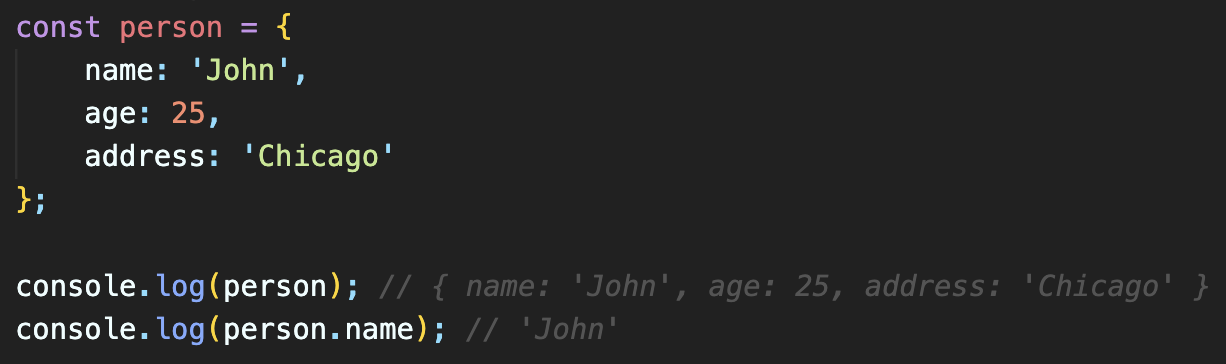 const person = {
    name: 'John',
    age: 25,
    address: 'Chicago'
};

console.log(person); // { name: 'John', age: 25, address: 'Chicago' }
console.log(person.name); // 'John'